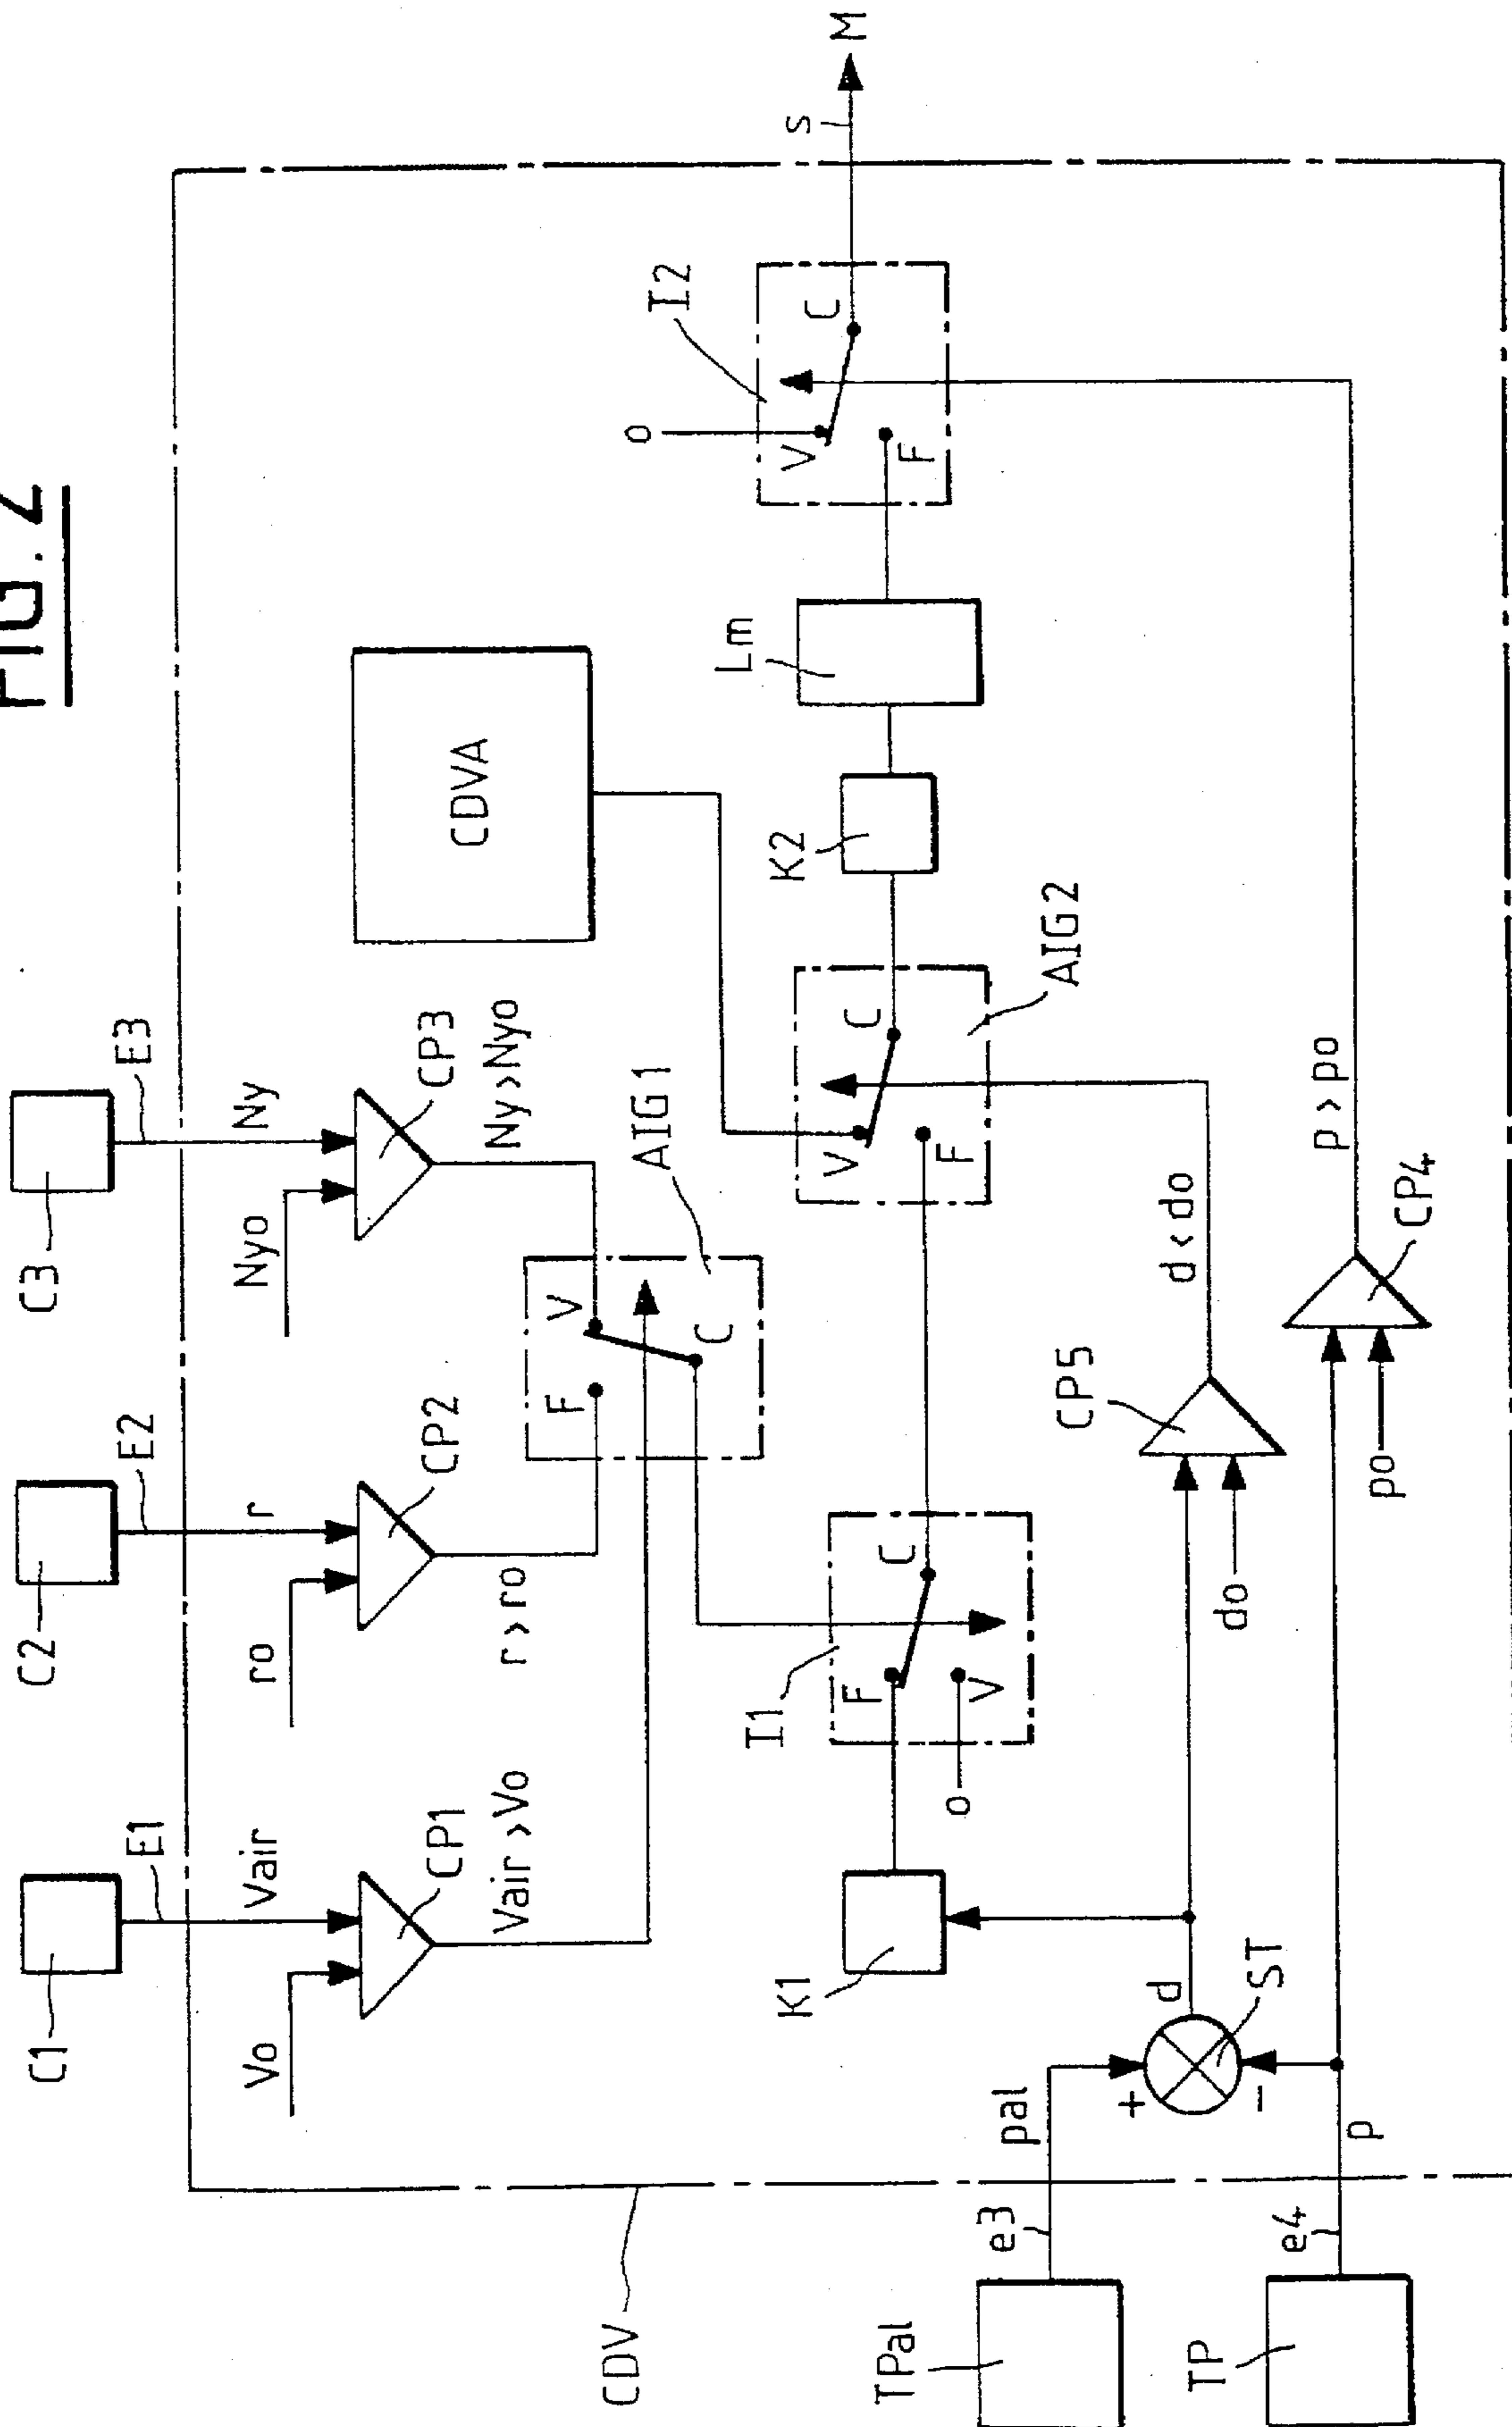 FIG. 2
C1
C2
C3
E1
E2
E3
Vo
Vair
ro
r
Nyo
Ny
CP1
CP2
CP3
Vair > Vo
r > ro
Ny > Nyo
AIG1
F
V
C
CDVA
CDV
I1
F
C
V
o
K1
AIG2
V
C
F
K2
Lm
I2
o
V
C
F
s
M
TPal
e3
pal
+
-
d
ST
CP5
do
d < do
TP
e4
p
po
CP4
p > po